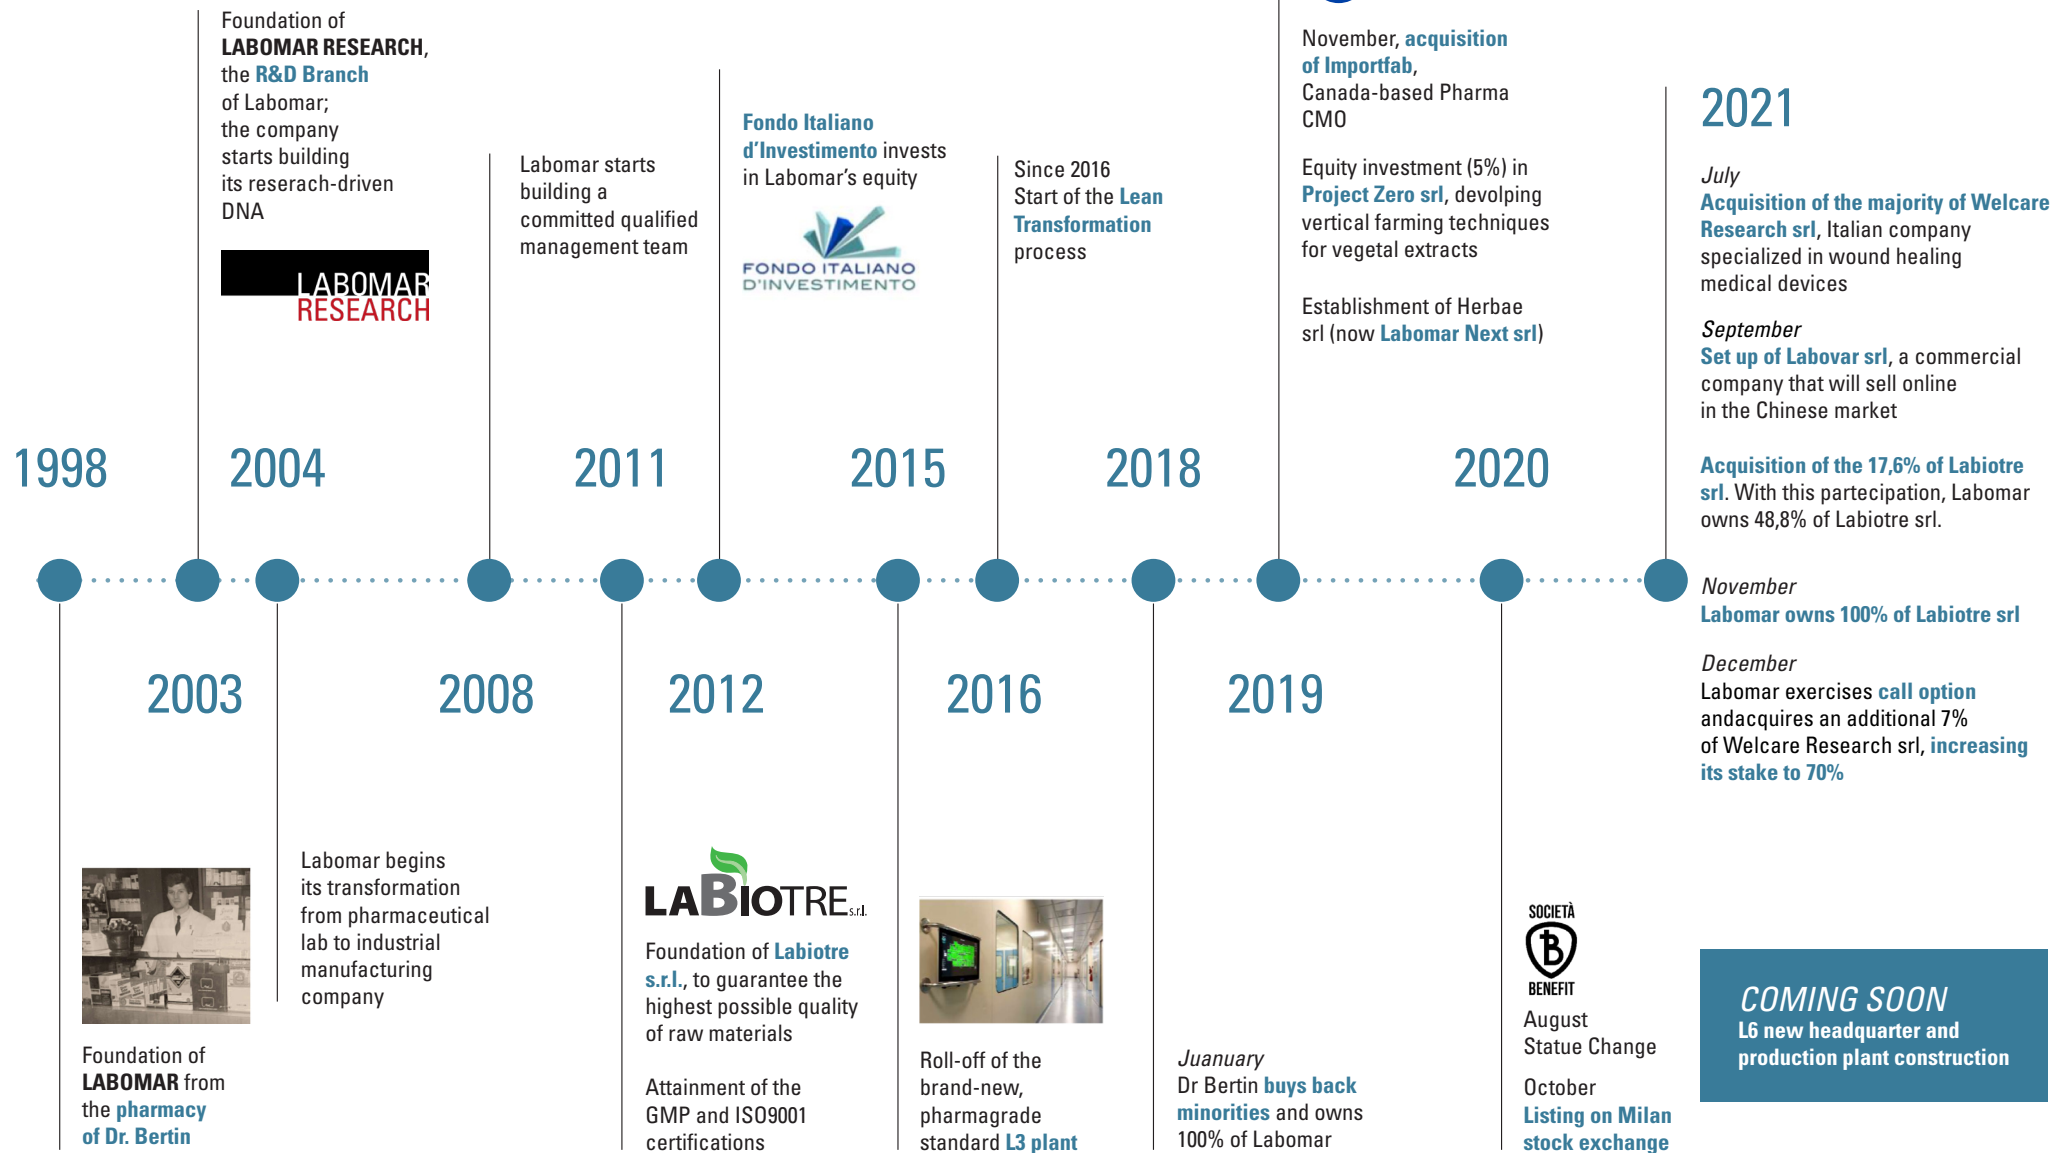 Foundation of
LABOMAR RESEARCH,
the R&D Branch
of Labomar;
the company
starts building
its reserach-driven
DNA
LABOMAR
RESEARCH
Labomar starts
building a
committed qualified
management team
Fondo Italiano
d'Investimento invests
in Labomar's equity
FONDO ITALIANO
D'INVESTIMENTO
Since 2016
Start of the Lean
Transformation
process
November, acquisition
of Importfab,
Canada-based Pharma
CMO
Equity investment (5%) in
Project Zero srl, devolping
vertical farming techniques
for vegetal extracts
Establishment of Herbae
srl (now Labomar Next srl)
2021
July
Acquisition of the majority of Welcare
Research srl, Italian company
specialized in wound healing
medical devices
September
Set up of Labovar srl, a commercial
company that will sell online
in the Chinese market
Acquisition of the 17,6% of Labiotre
srl. With this partecipation, Labomar
owns 48,8% of Labiotre srl.
November
Labomar owns 100% of Labiotre srl
December
Labomar exercises call option
andacquires an additional 7%
of Welcare Research srl, increasing
its stake to 70%
1998
2004
2011
2015
2018
2020
2003
2008
2012
2016
2019
Foundation of
LABOMAR from
the pharmacy
of Dr. Bertin
Labomar begins
its transformation
from pharmaceutical
lab to industrial
manufacturing
company
LABIOTRE s.r.l.
Foundation of Labiotre
s.r.l., to guarantee the
highest possible quality
of raw materials
Attainment of the
GMP and ISO9001
certifications
Roll-off of the
brand-new,
pharmagrade
standard L3 plant
Juanuary
Dr Bertin buys back
minorities and owns
100% of Labomar
SOCIETÀ
B
BENEFIT
August
Statue Change
October
Listing on Milan
stock exchange
COMING SOON
L6 new headquarter and
production plant construction